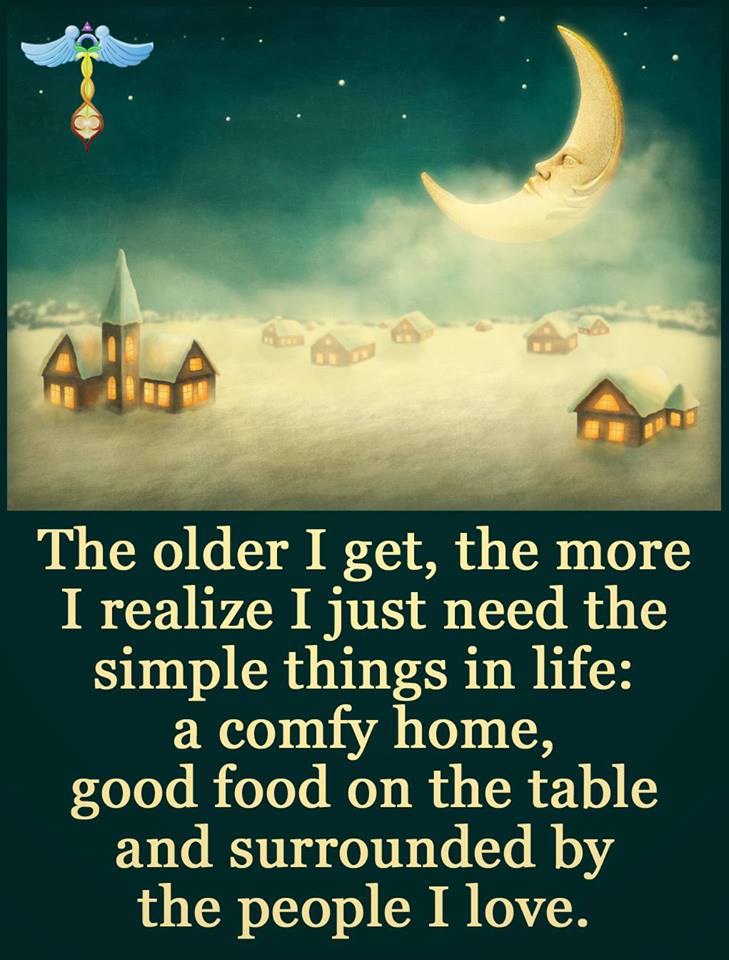 The older I get, the more
I realize I just need the
simple things in life:
a comfy home,
good food on the table
and surrounded by
the people I love.